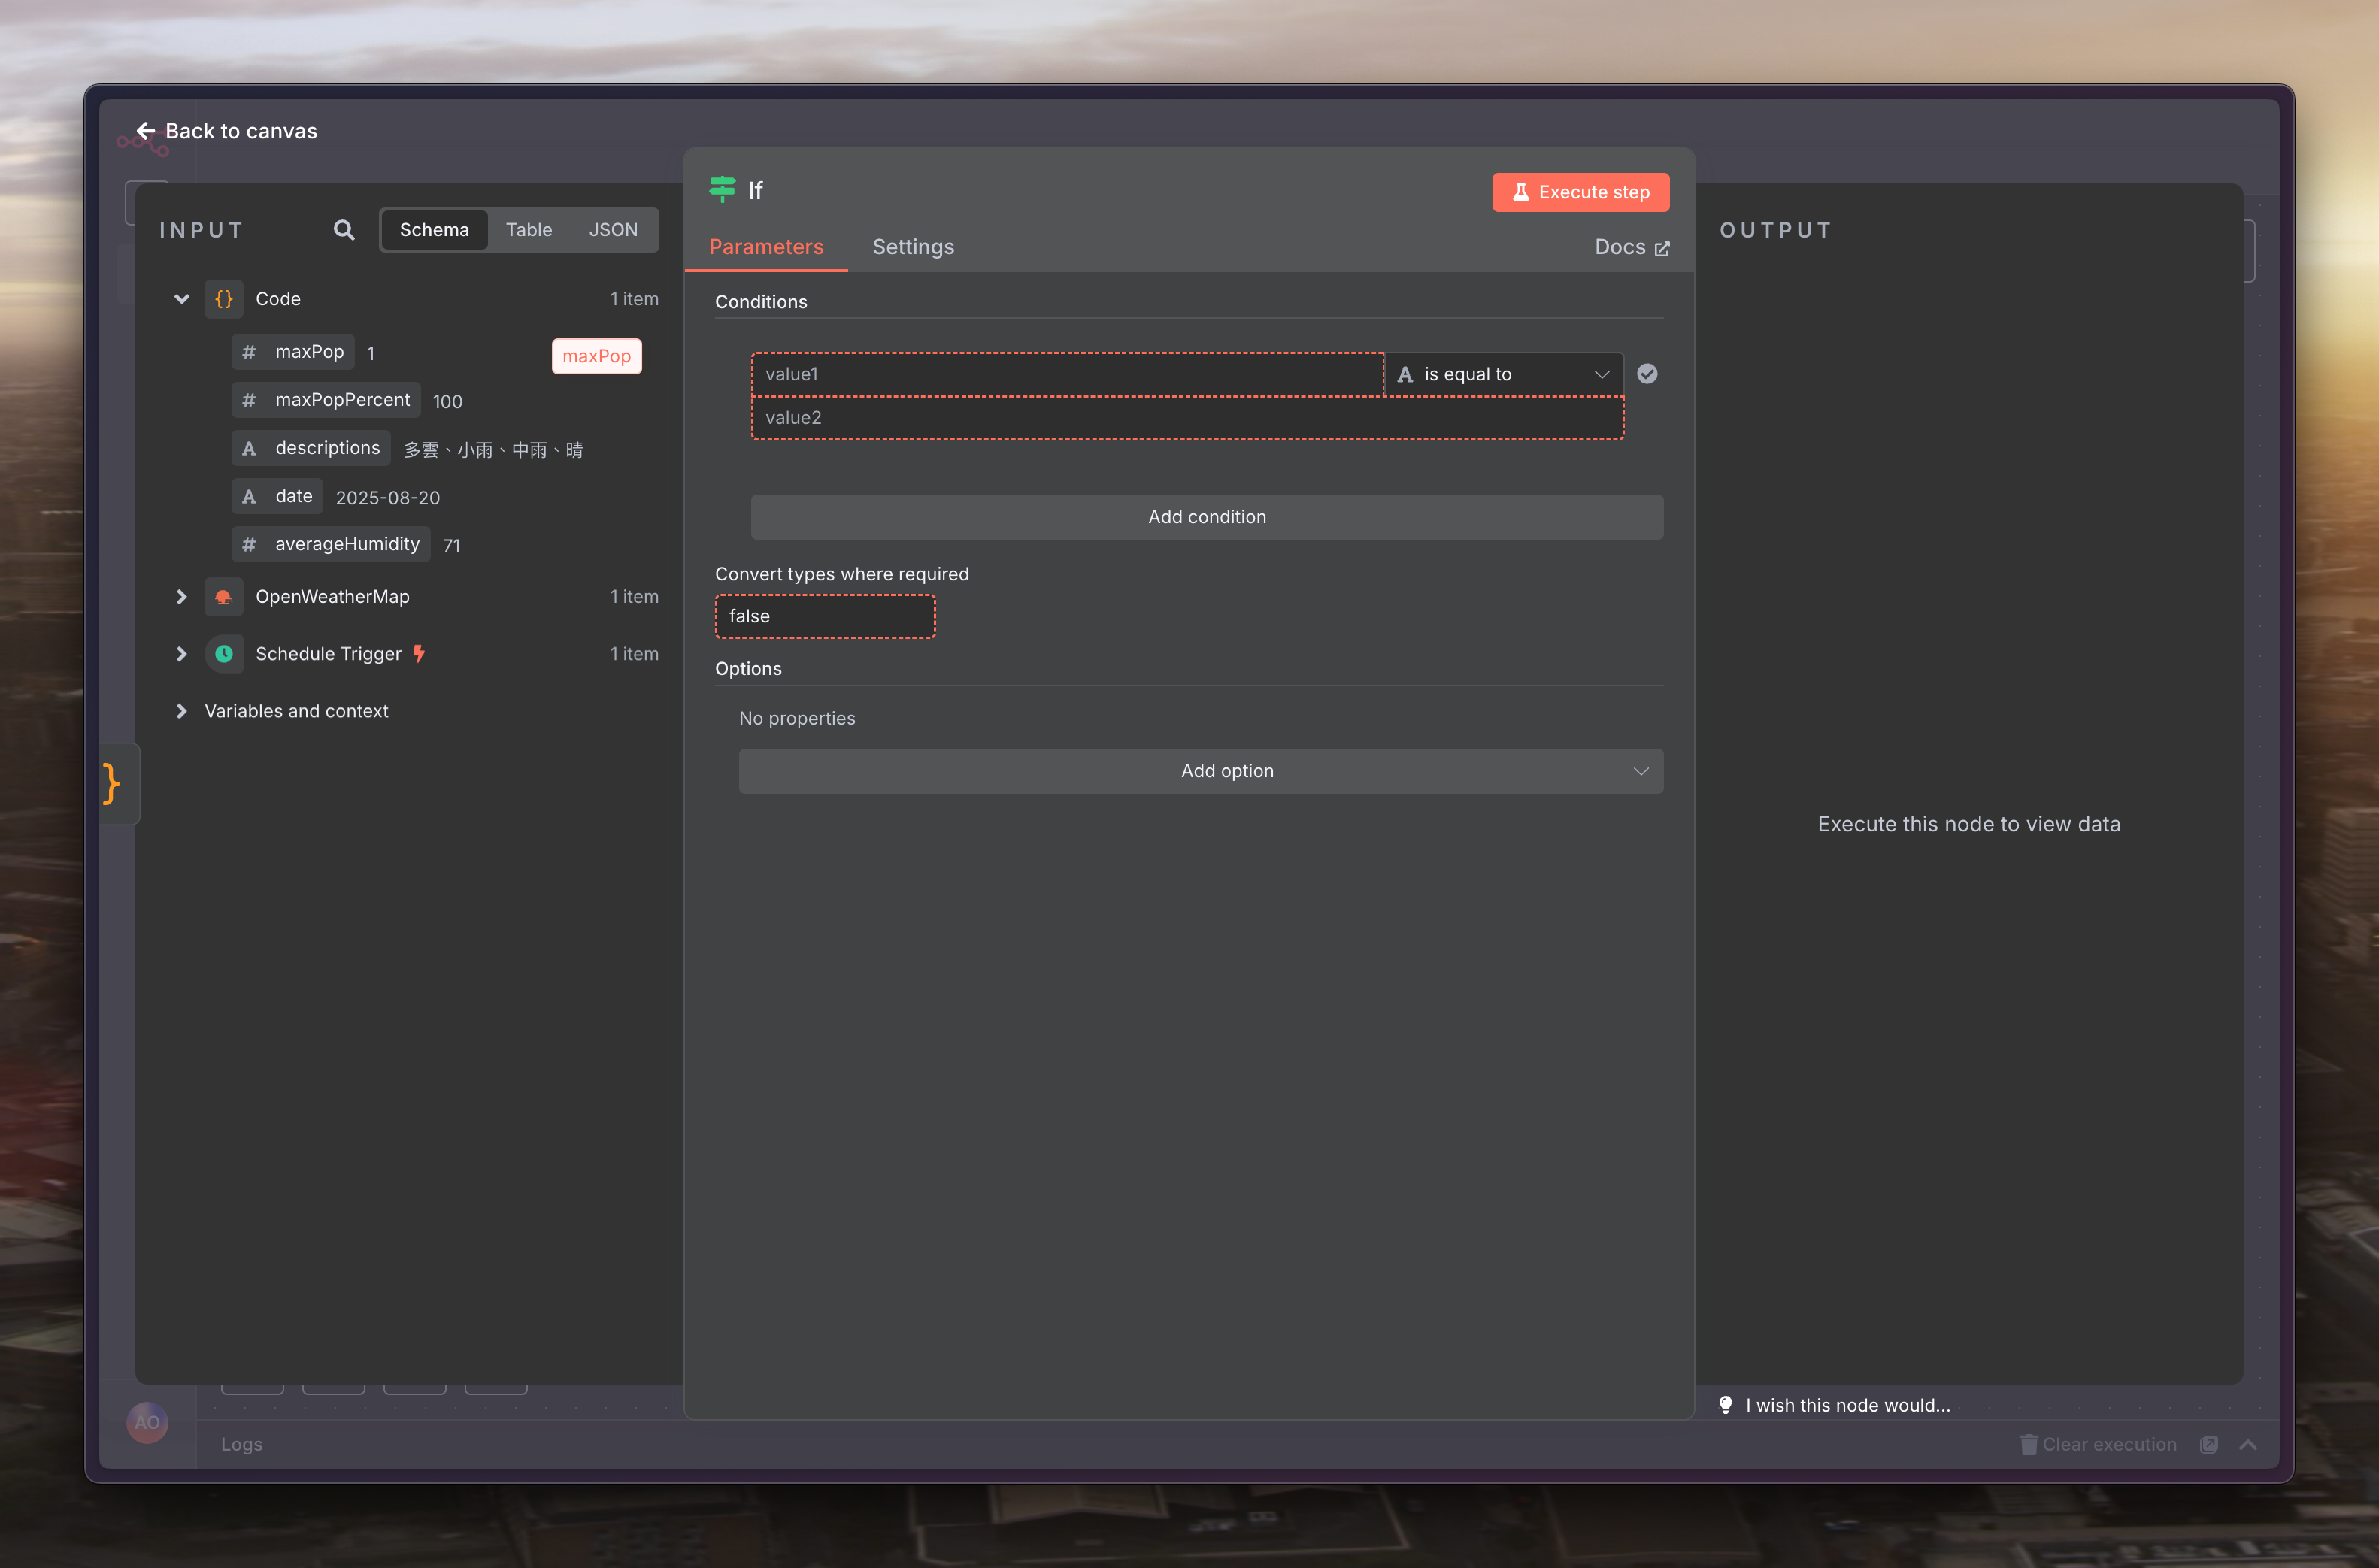 Back to canvas
INPUT
Schema Table JSON
Code 1 item
# maxPop 1
maxPop
# maxPopPercent 100
A descriptions 多雲、小雨、中雨、晴
A date 2025-08-20
# averageHumidity 71
OpenWeatherMap 1 item
Schedule Trigger 1 item
Variables and context
If
Execute step
Parameters Settings Docs
Conditions
value1 A is equal to
value2
Add condition
Convert types where required
false
Options
No properties
Add option
OUTPUT
Execute this node to view data
I wish this node would...
AO
Logs
Clear execution